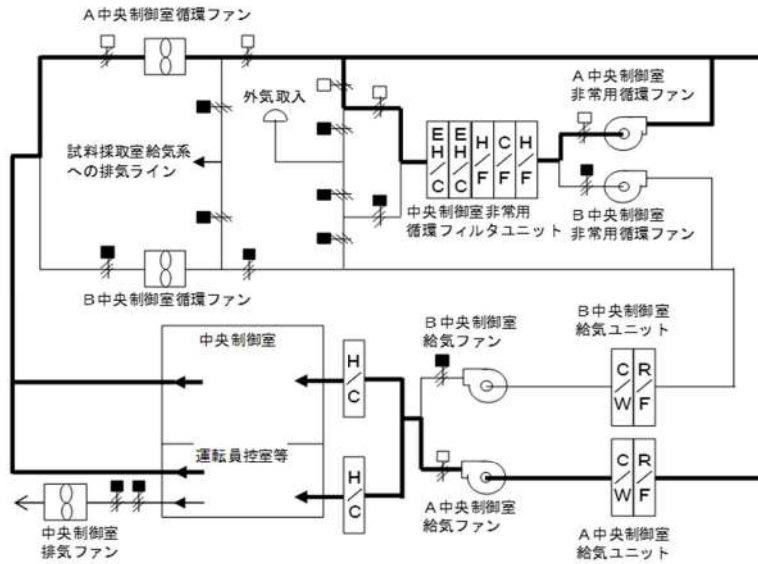 A中央制御室循環ファン
外気取入
A中央制御室
非常用循環ファン
試料採取室給気系
への排気ライン
EH/C
EH/C
H/F
C/F
H/F
中央制御室非常用
循環フィルタユニット
B中央制御室
非常用循環ファン
B中央制御室循環ファン
中央制御室
H/C
B中央制御室
給気ファン
B中央制御室
給気ユニット
C/W
R/F
運転員控室等
H/C
A中央制御室
給気ファン
C/W
R/F
A中央制御室
給気ユニット
中央制御室
排気ファン